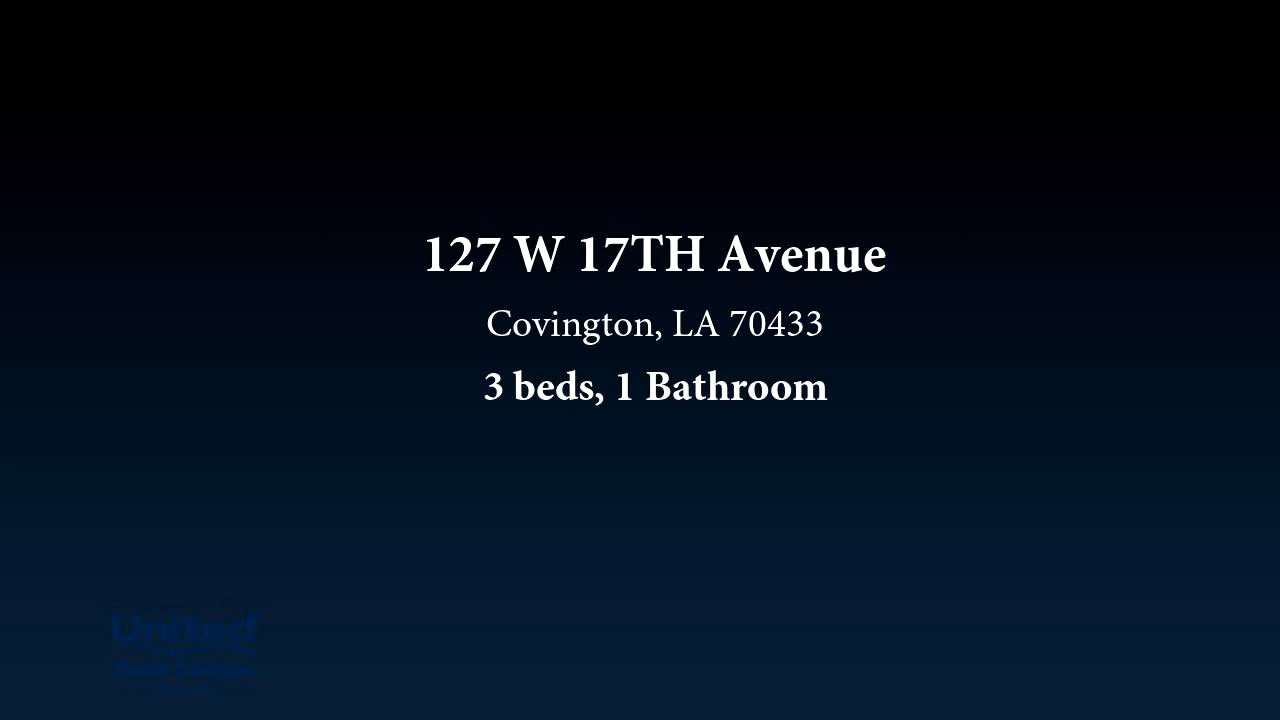 127 W 17TH Avenue
Covington, LA 70433
3 beds, 1 Bathroom
United